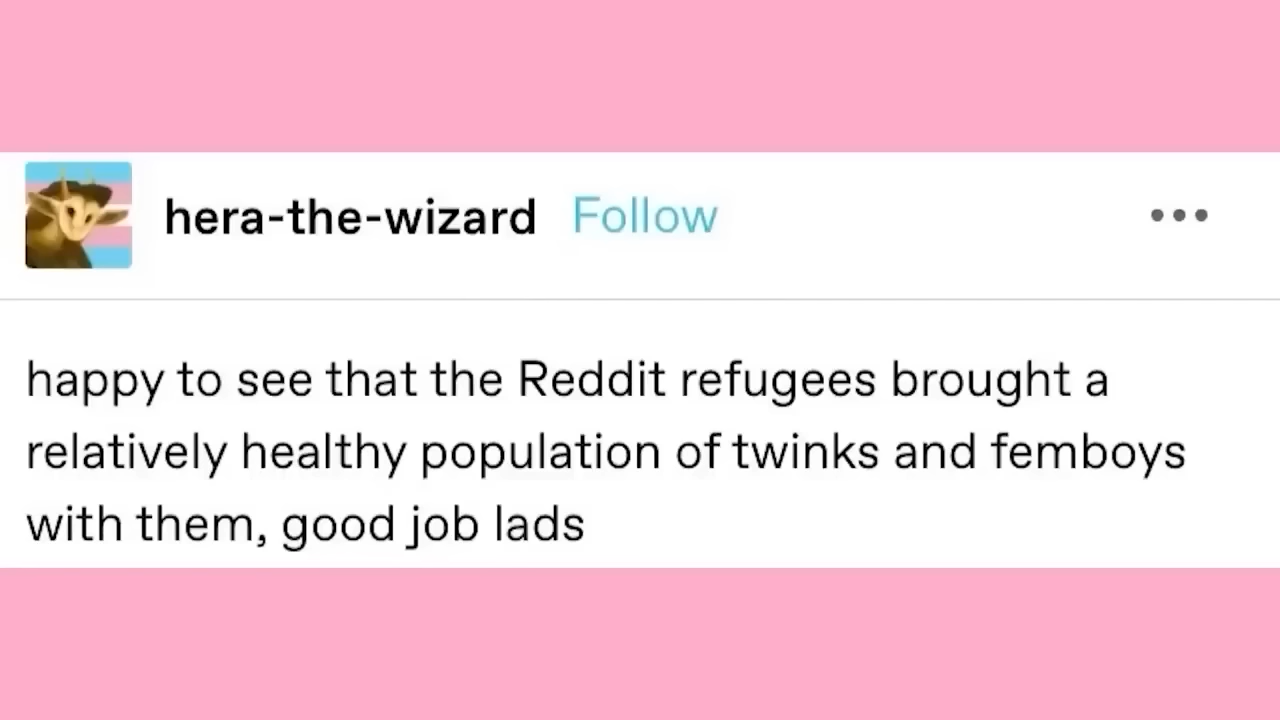 hera-the-wizard Follow
happy to see that the Reddit refugees brought a
relatively healthy population of twinks and femboys
with them, good job lads